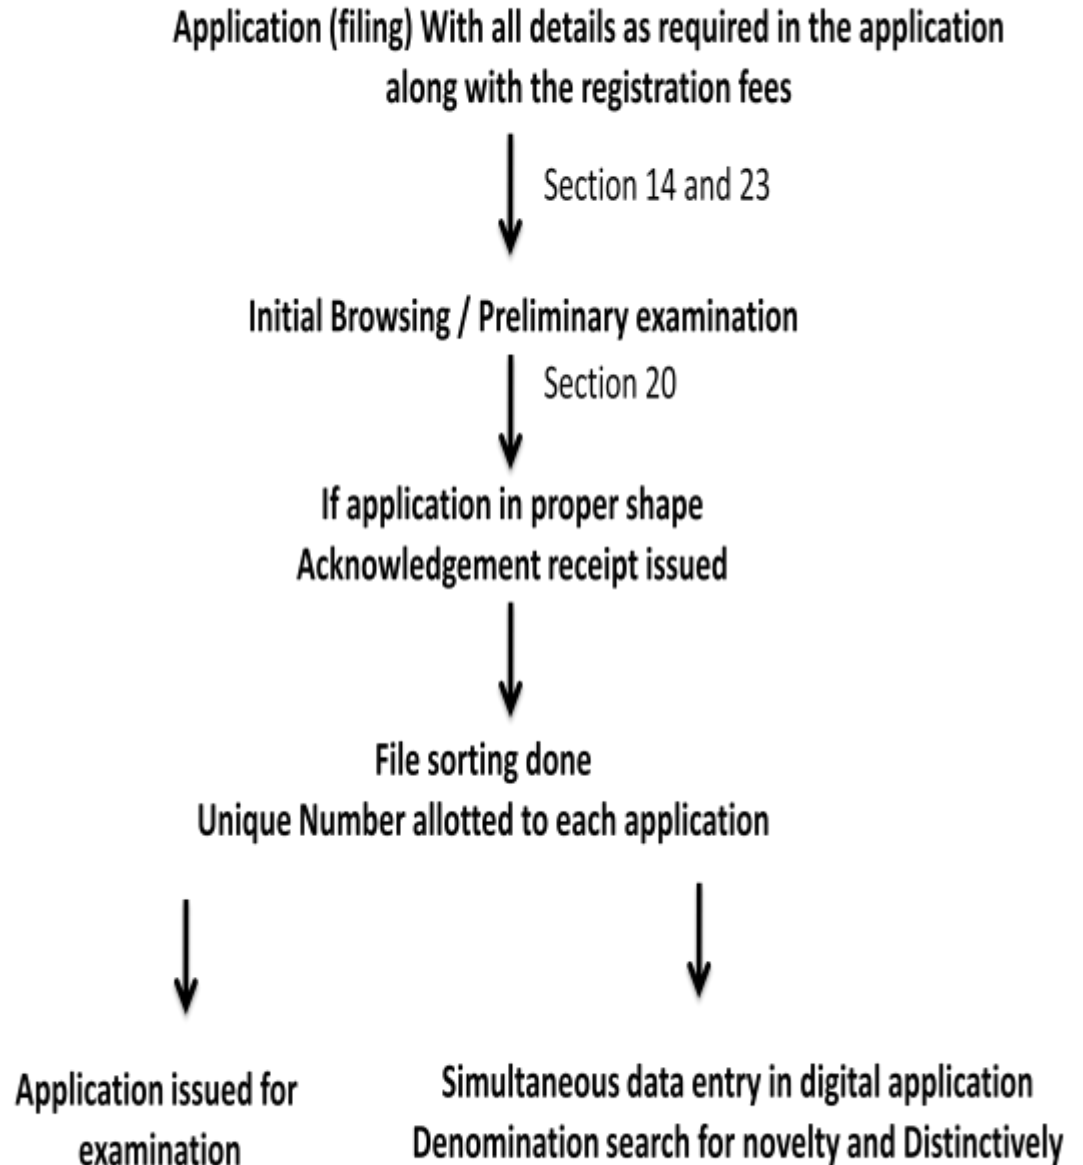 Application (filing) With all details as required in the application
along with the registration fees
Section 14 and 23
Initial Browsing / Preliminary examination
Section 20
If application in proper shape
Acknowledgement receipt issued
File sorting done
Unique Number allotted to each application
Application issued for
examination
Simultaneous data entry in digital application
Denomination search for novelty and Distinctively